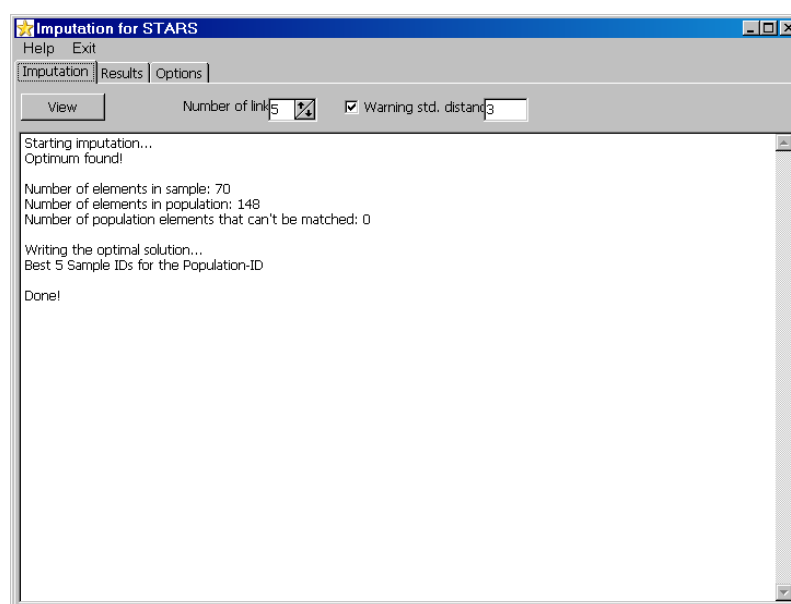 Imputation for STARS
Help Exit
Imputation Results Options
View Number of link 5 Warning std. distanc 3
Starting imputation...
Optimum found!
Number of elements in sample: 70
Number of elements in population: 148
Number of population elements that can't be matched: 0
Writing the optimal solution...
Best 5 Sample IDs for the Population-ID
Done!